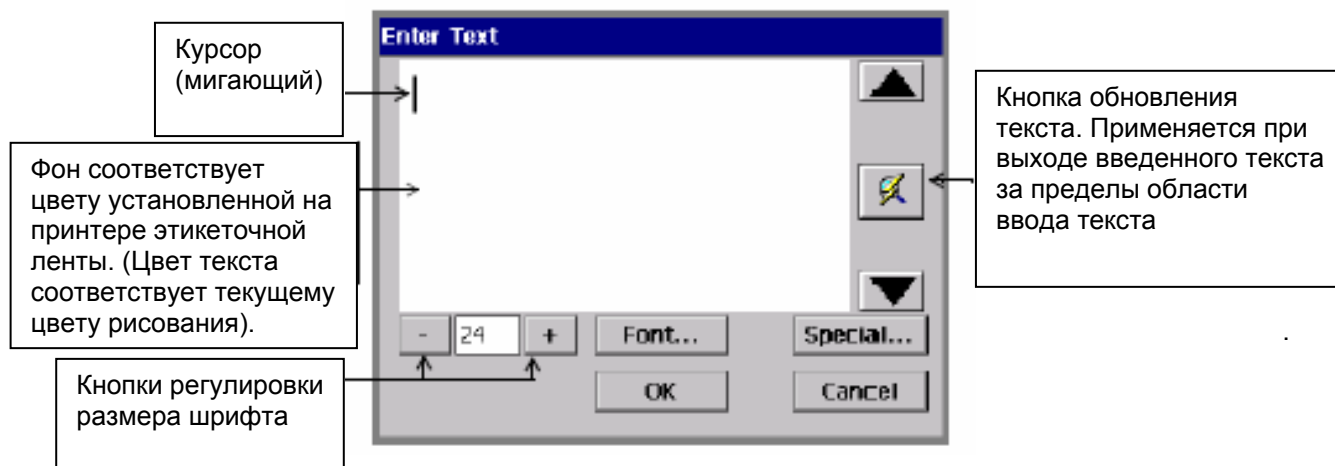 Enter Text
Курсор
(мигающий)
Фон соответствует
цвету установленной на
принтере этикеточной
ленты. (Цвет текста
соответствует текущему
цвету рисования).
Кнопка обновления
текста. Применяется при
выходе введенного текста
за пределы области
ввода текста
- 24 + Font... Special...
.
OK Cancel
Кнопки регулировки
размера шрифта